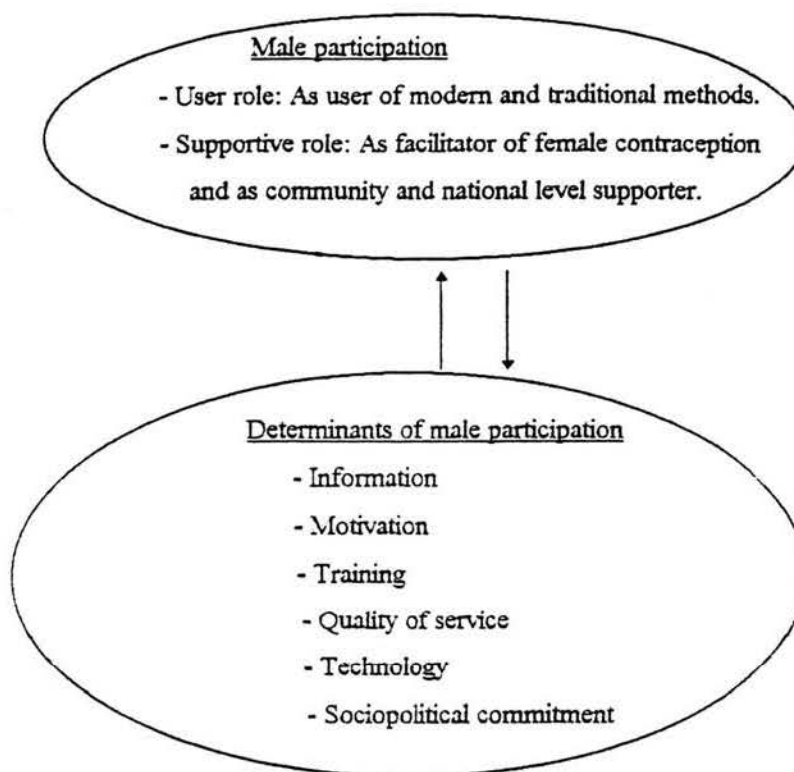 Male participation
- User role: As user of modern and traditional methods.
- Supportive role: As facilitator of female contraception
and as community and national level supporter.
Determinants of male participation
- Information
- Motivation
- Training
- Quality of service
- Technology
- Sociopolitical commitment